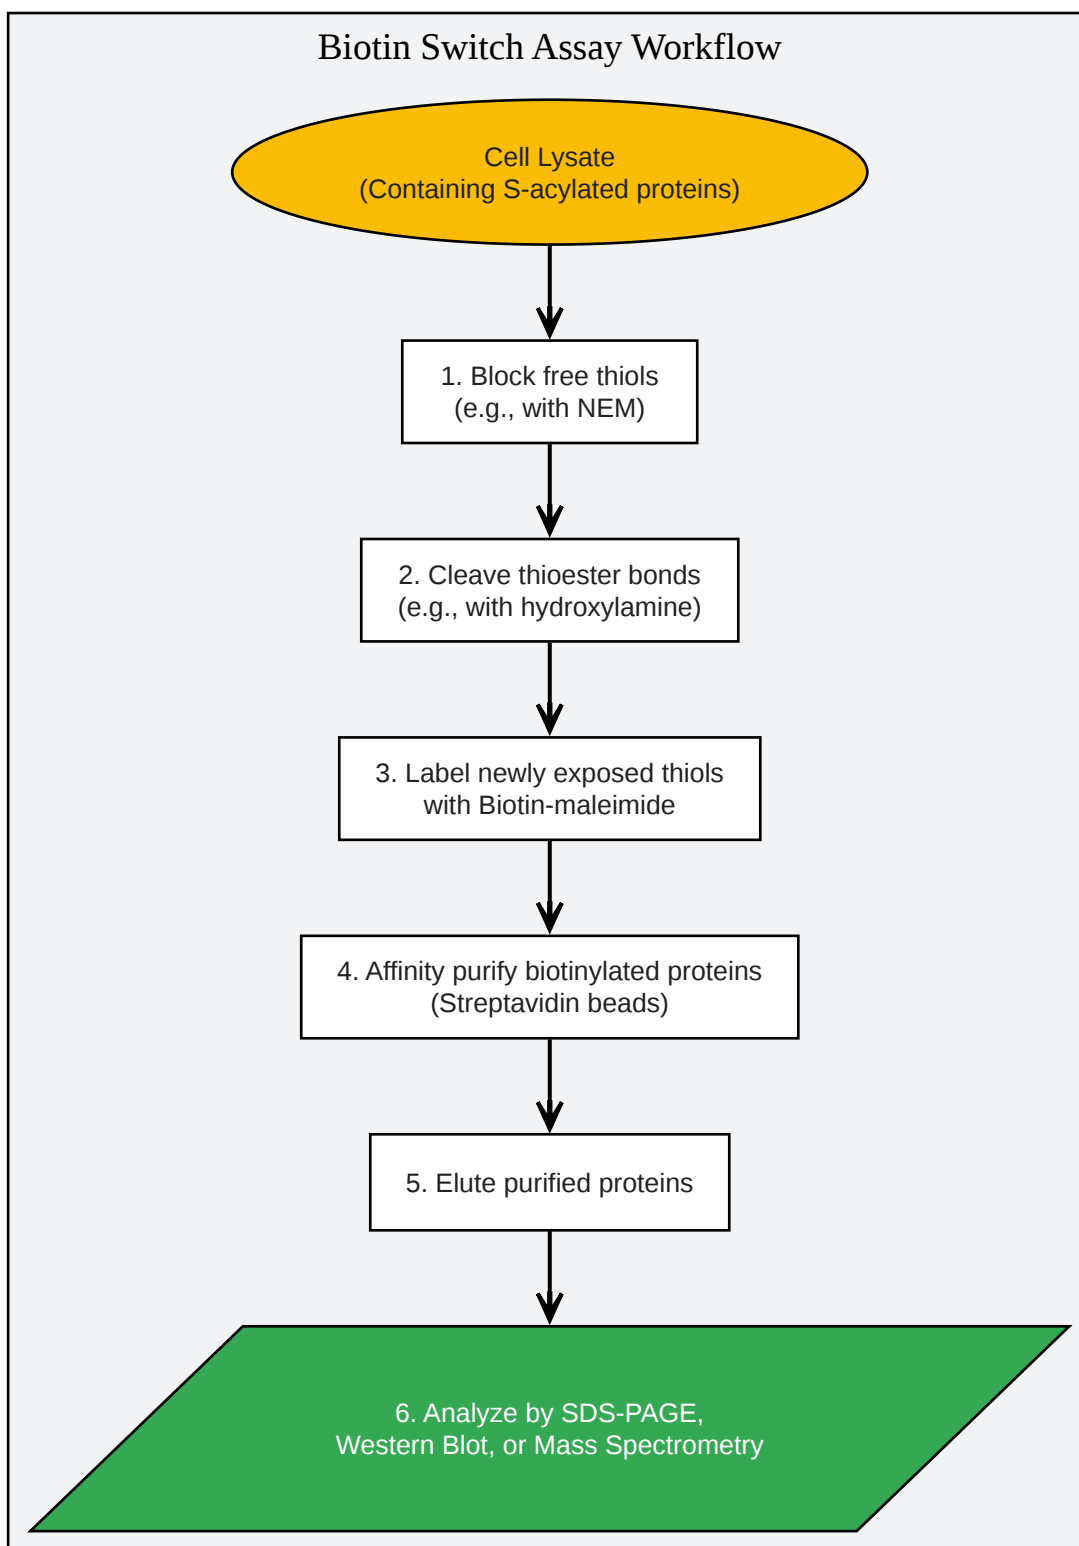 Biotin Switch Assay Workflow
Cell Lysate
(Containing S-acylated proteins)
1. Block free thiols
(e.g., with NEM)
2. Cleave thioester bonds
(e.g., with hydroxylamine)
3. Label newly exposed thiols
with Biotin-maleimide
4. Affinity purify biotinylated proteins
(Streptavidin beads)
5. Elute purified proteins
6. Analyze by SDS-PAGE,
Western Blot, or Mass Spectrometry